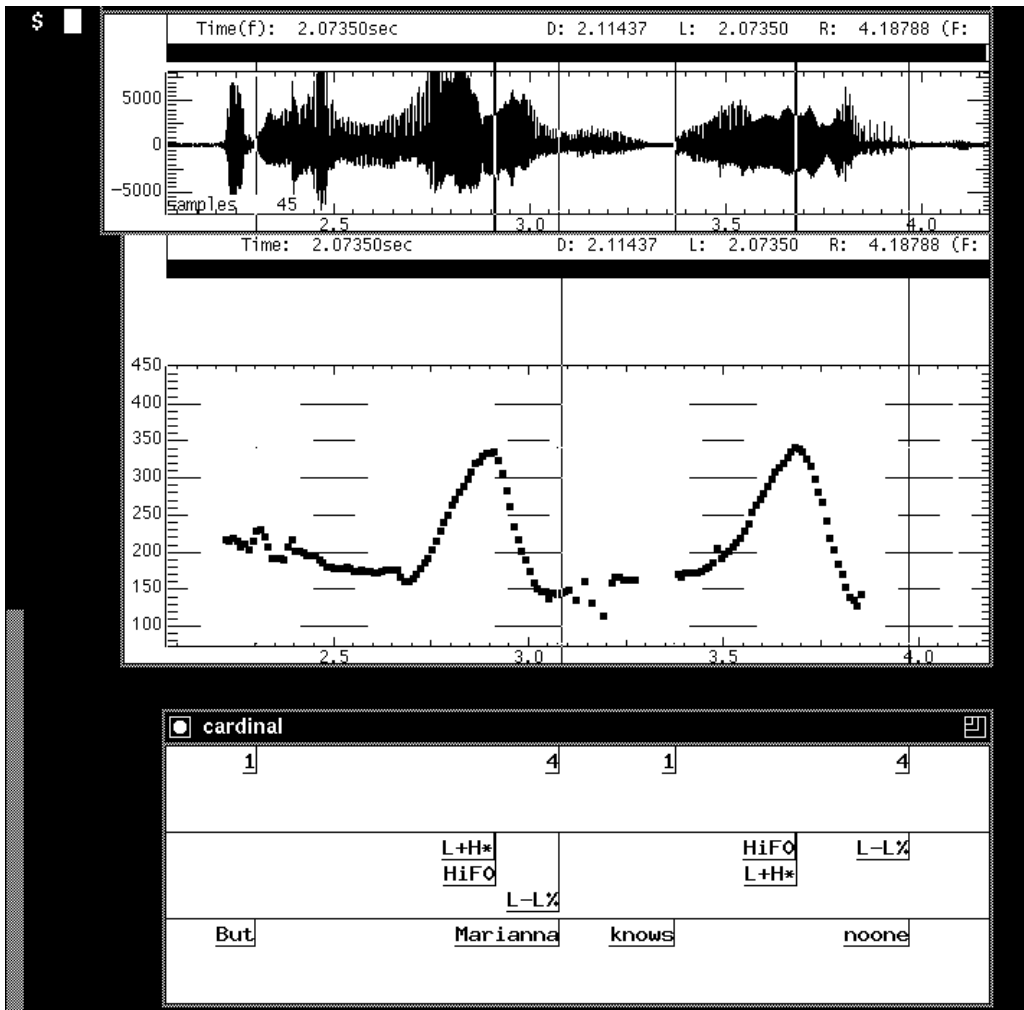 $
Time(f): 2.07350sec D: 2.11437 L: 2.07350 R: 4.18788 (F:
5000
0
-5000
samples 45
2.5 3.0 3.5 4.0
Time: 2.07350sec D: 2.11437 L: 2.07350 R: 4.18788 (F:
450
400
350
300
250
200
150
100
2.5 3.0 3.5 4.0
cardinal
1 4 1 4
L+H* HiF0 L-L%
HiF0 L+H*
L-L%
But Marianna knows noone